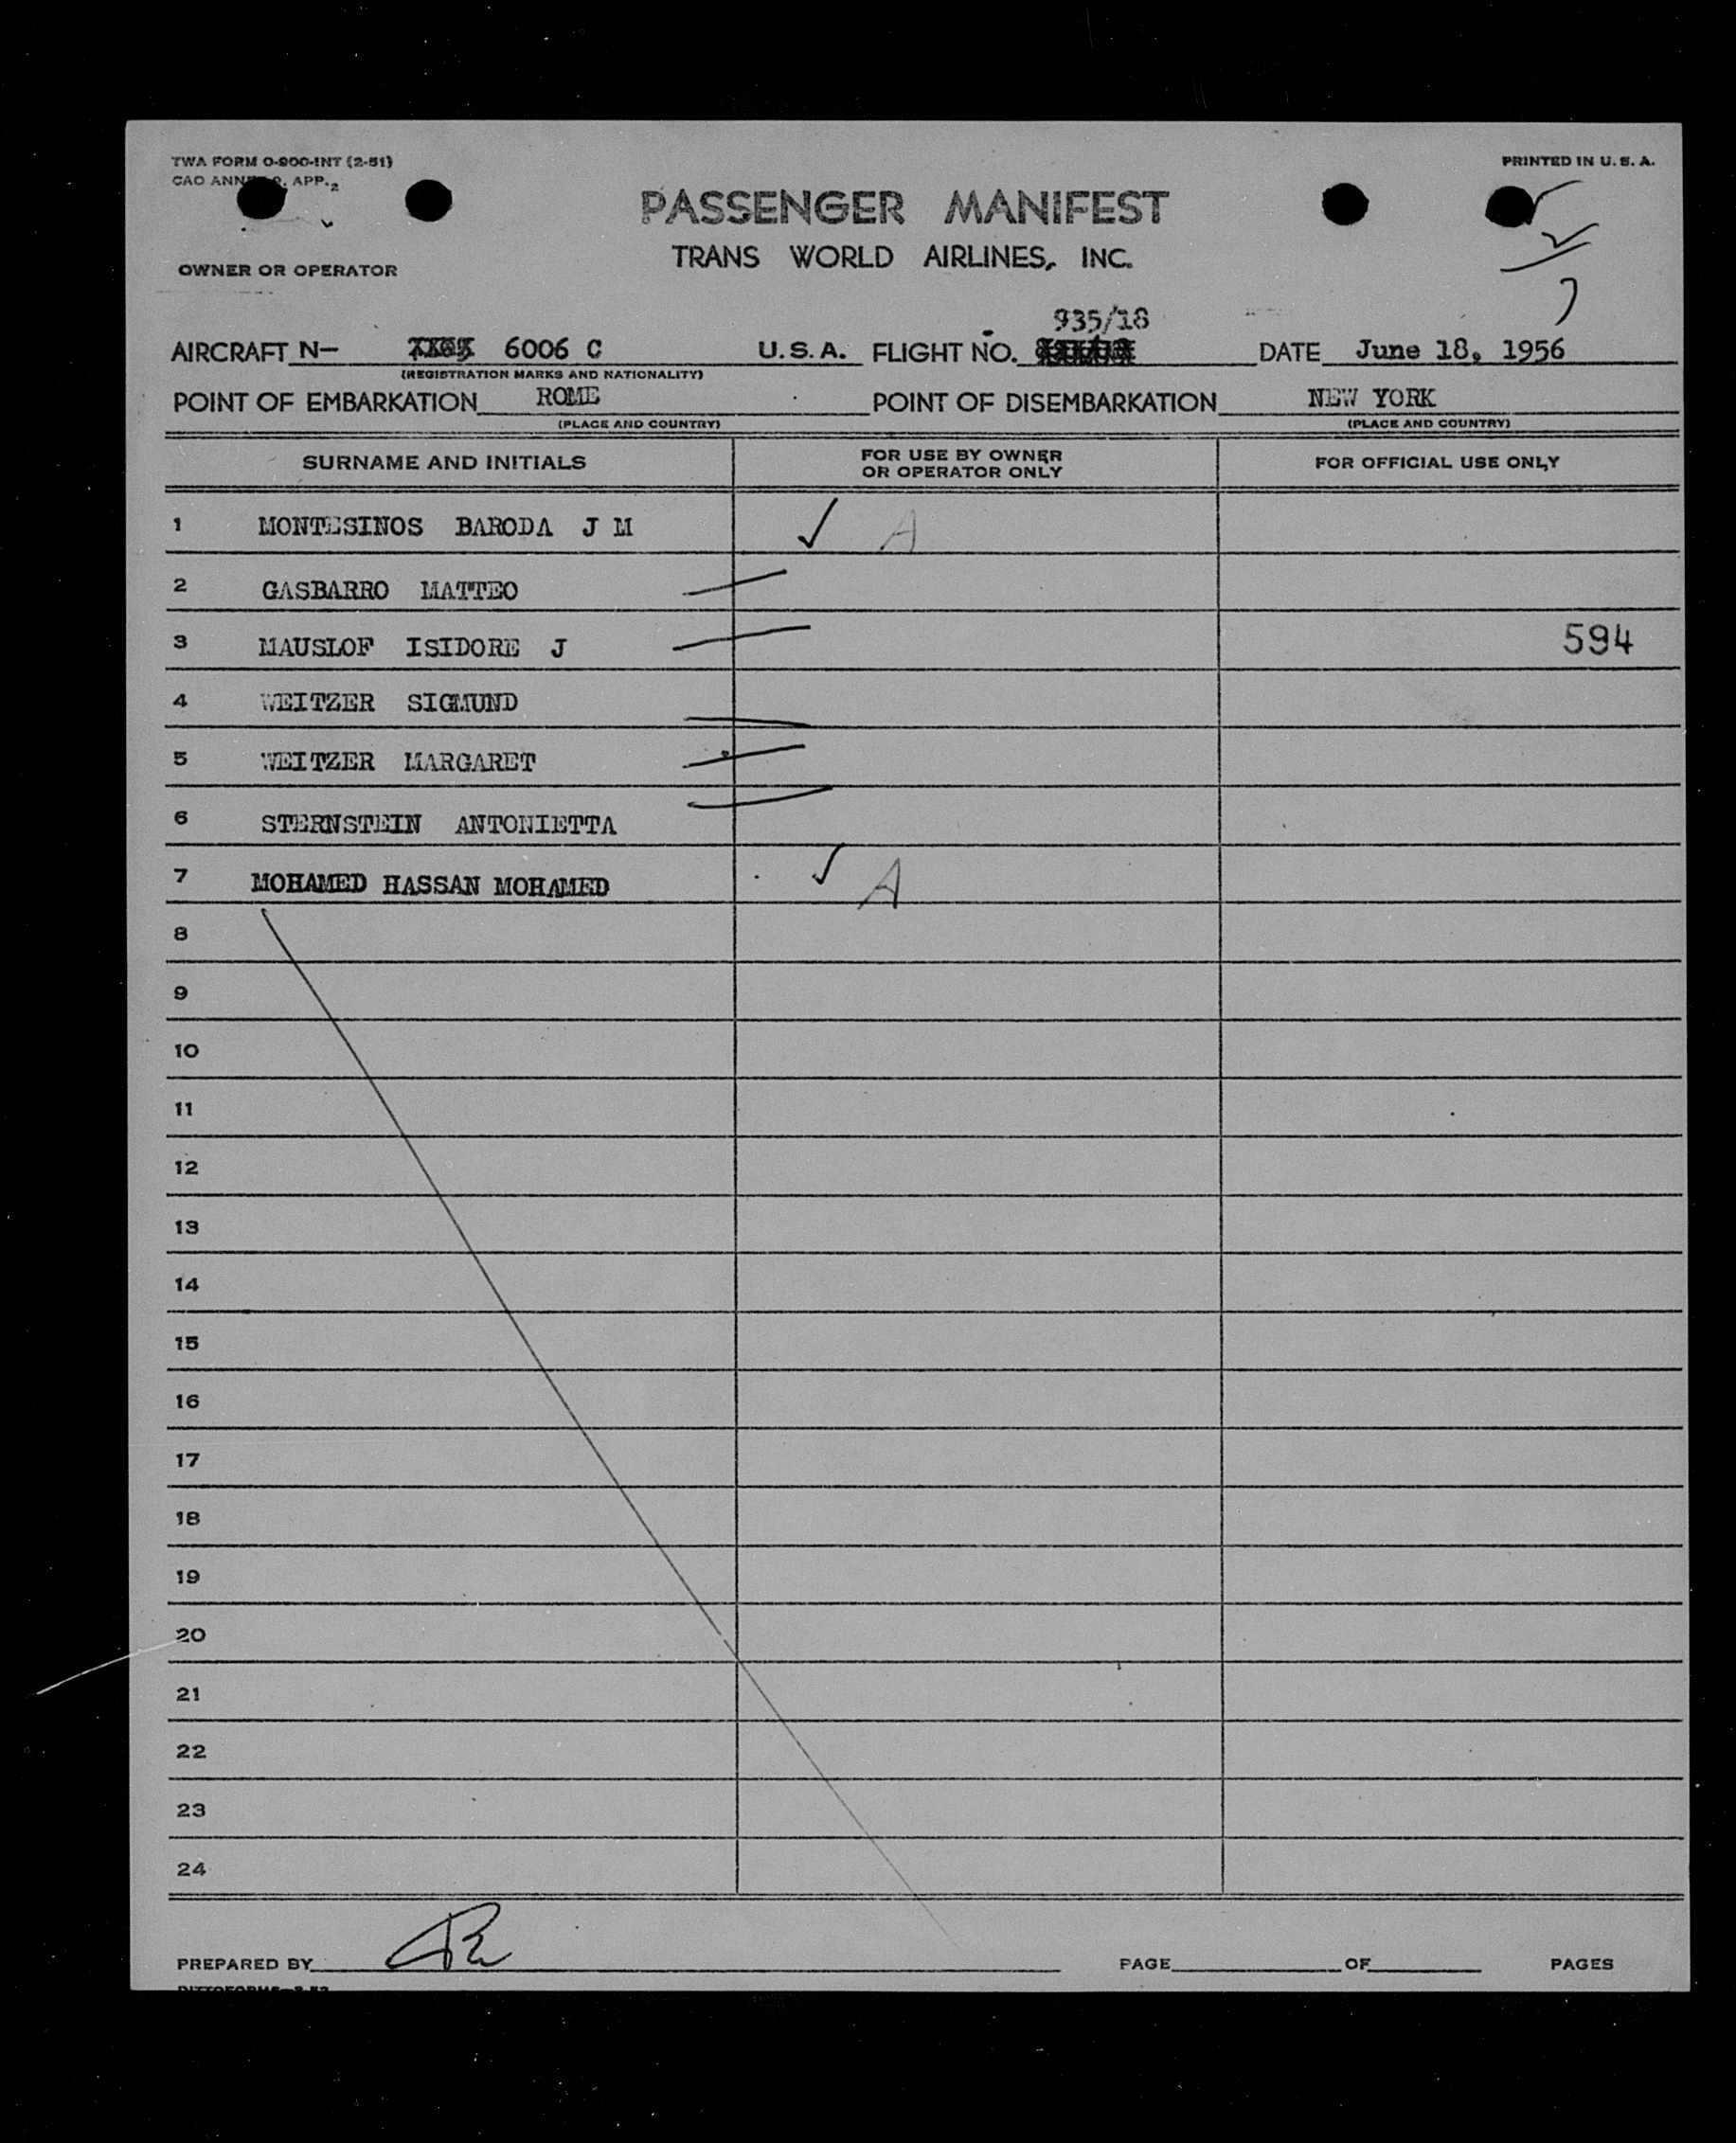 TWA FORM O-900-INT (2-51)
PRINTED IN U. S. A.
CAO APP. 2
PASSENGER MANIFEST
TRANS WORLD AIRLINES, INC.
OWNER OR OPERATOR
935/18
AIRCRAFT N- 6006 C U. S. A. FLIGHT NO. DATE June 18, 1956
(REGISTRATION MARKS AND NATIONALITY)
POINT OF EMBARKATION ROME POINT OF DISEMBARKATION NEW YORK
(PLACE AND COUNTRY) (PLACE AND COUNTRY)
SURNAME AND INITIALS FOR USE BY OWNER OR OPERATOR ONLY FOR OFFICIAL USE ONLY
1 MONTESINOS BARODA J M ✓ A
2 GASBARRO MATTEO
3 MAUSLOF ISIDORE J 594
4 WEITZER SIGMUND
5 WEITZER MARGARET
6 STERNSTEIN ANTONIETTA
7 MOHAMED HASSAN MOHAMED ✓ A
8
9
10
11
12
13
14
15
16
17
18
19
20
21
22
23
24
PREPARED BY PAGE OF PAGES